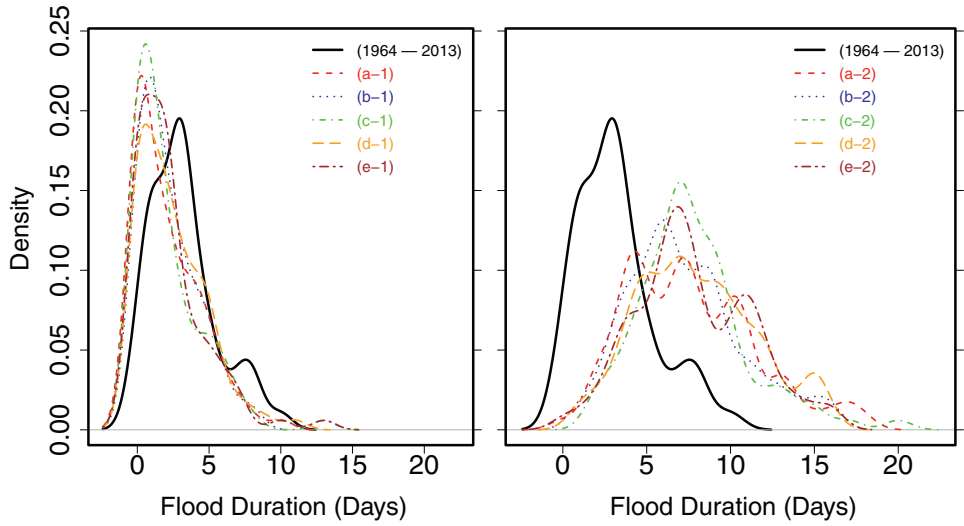 0.25
0.20
0.15
0.10
0.05
0.00
Density
(1964 — 2013)
(a−1)
(b−1)
(c−1)
(d−1)
(e−1)
0 5 10 15 20
Flood Duration (Days)
(1964 — 2013)
(a−2)
(b−2)
(c−2)
(d−2)
(e−2)
0 5 10 15 20
Flood Duration (Days)